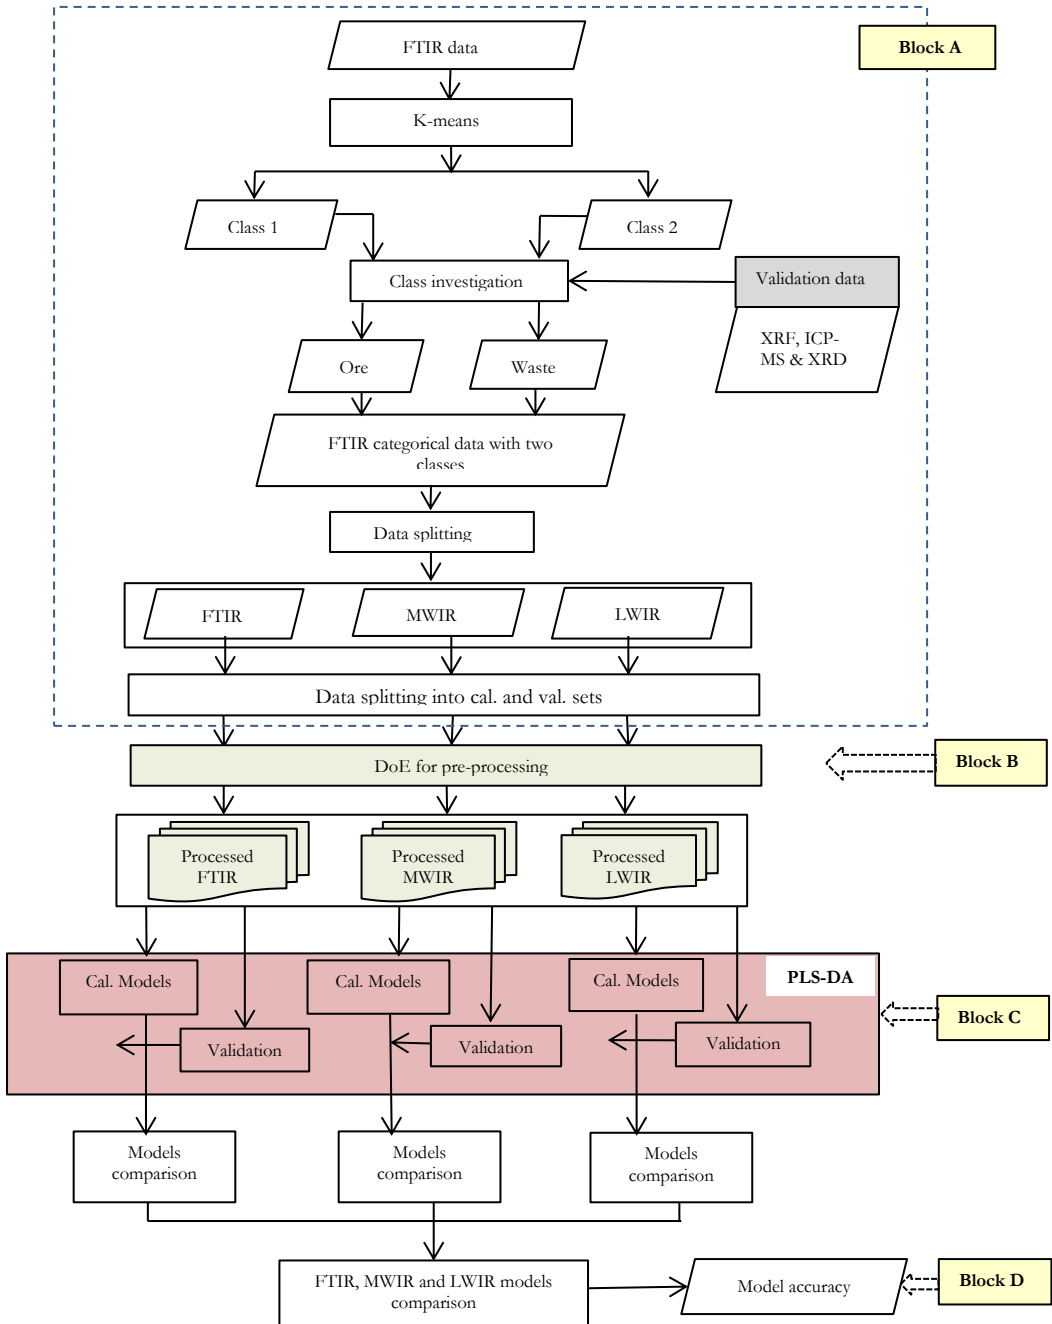 FTIR data
Block A
K-means
Class 1
Class 2
Class investigation
Validation data
XRF, ICP-
MS & XRD
Ore
Waste
FTIR categorical data with two
classes
Data splitting
FTIR
MWIR
LWIR
Data splitting into cal. and val. sets
DoE for pre-processing
Block B
Processed
FTIR
Processed
MWIR
Processed
LWIR
Cal. Models
Cal. Models
Cal. Models
PLS-DA
Validation
Validation
Validation
Block C
Models
comparison
Models
comparison
Models
comparison
FTIR, MWIR and LWIR models
comparison
Model accuracy
Block D